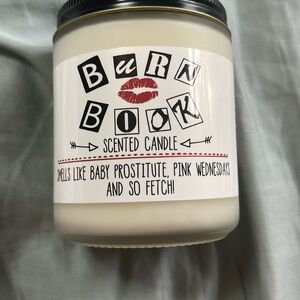 BURN
BOOK
SCENTED CANDLE
SMELLS LIKE BABY PROSTITUTE, PINK WEDNESDAYS
AND SO FETCH!